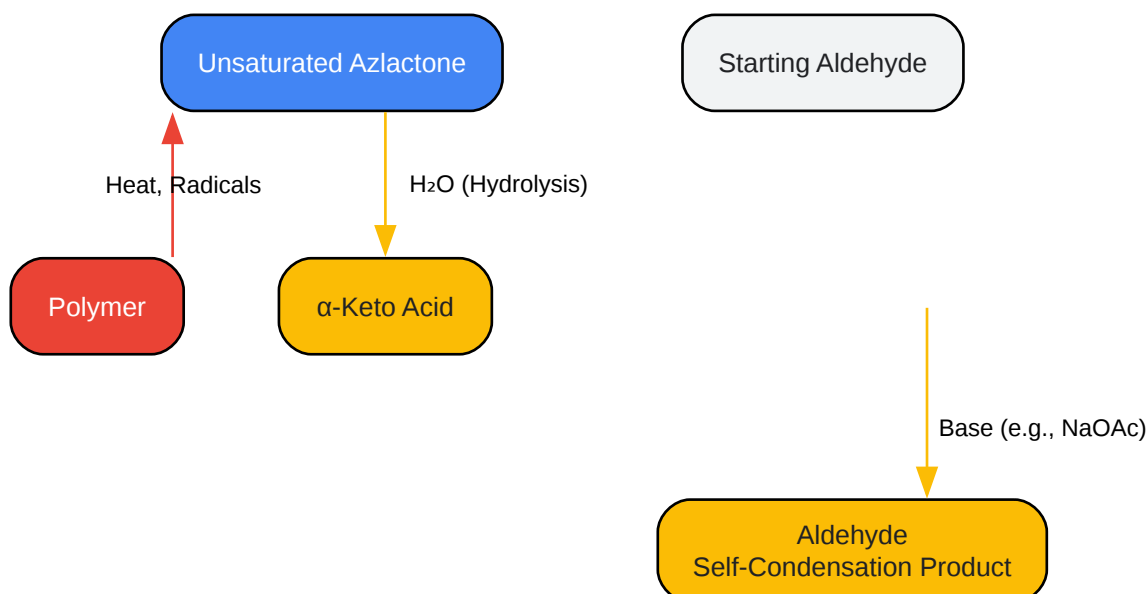 Unsaturated Azlactone
Starting Aldehyde
Heat, Radicals
H₂O (Hydrolysis)
Polymer
α-Keto Acid
Base (e.g., NaOAc)
Aldehyde
Self-Condensation Product